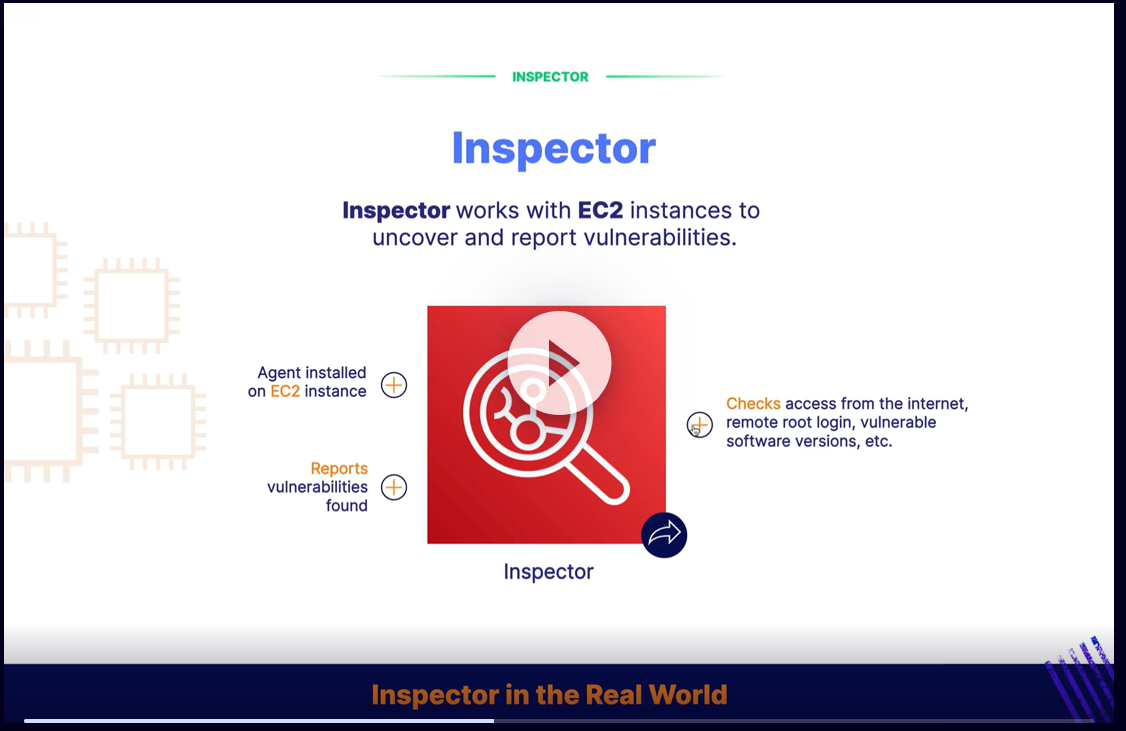 INSPECTOR
Inspector
Inspector works with EC2 instances to
uncover and report vulnerabilities.
Agent installed
on EC2 instance
Reports
vulnerabilities
found
Checks access from the internet,
remote root login, vulnerable
software versions, etc.
Inspector
Inspector in the Real World